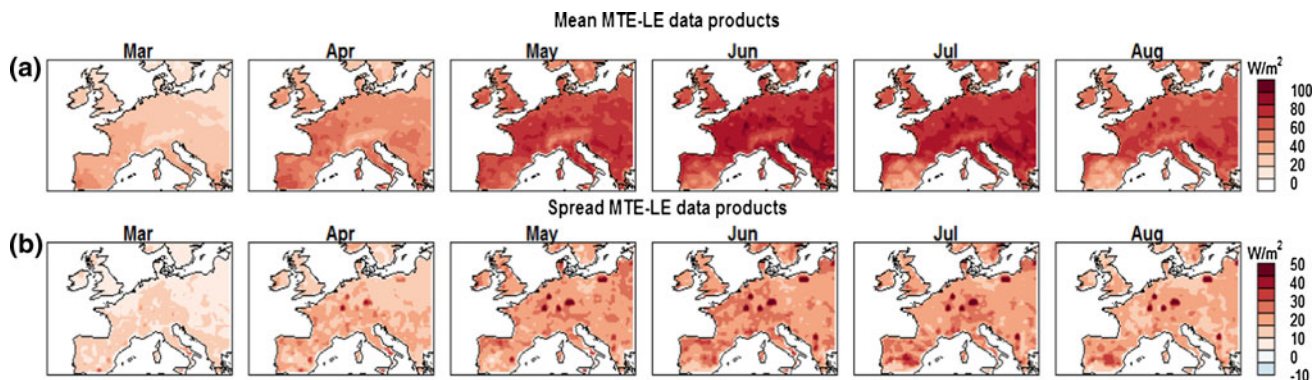 Mean MTE-LE data products
(a)
Mar Apr May Jun Jul Aug
W/m²
100
80
60
40
20
0
Spread MTE-LE data products
(b)
Mar Apr May Jun Jul Aug
W/m²
50
40
30
20
10
0
-10